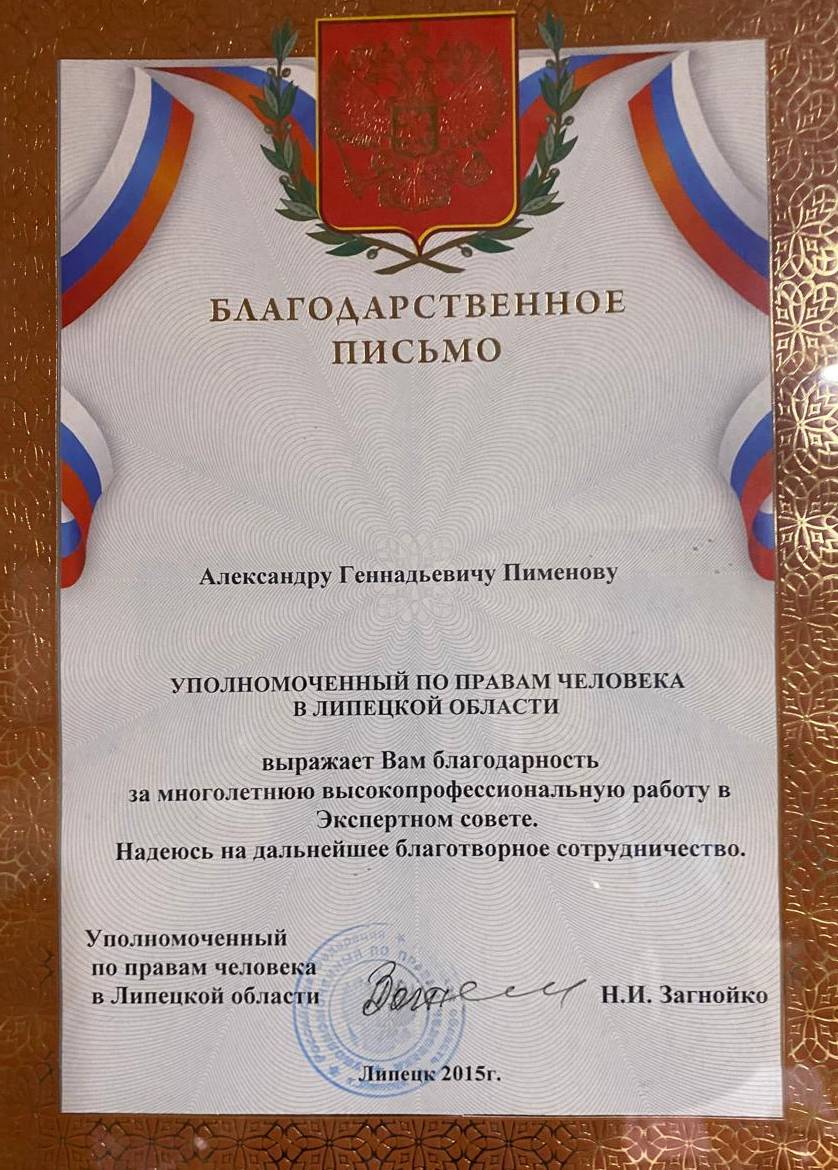 БЛАГОДАРСТВЕННОЕ
ПИСЬМО
Александру Геннадьевичу Пименову
УПОЛНОМОЧЕННЫЙ ПО ПРАВАМ ЧЕЛОВЕКА
В ЛИПЕЦКОЙ ОБЛАСТИ
выражает Вам благодарность
за многолетнюю высокопрофессиональную работу в
Экспертном совете.
Надеюсь на дальнейшее благотворное сотрудничество.
Уполномоченный
по правам человека
в Липецкой области
Н.И. Загнойко
Липецк 2015г.